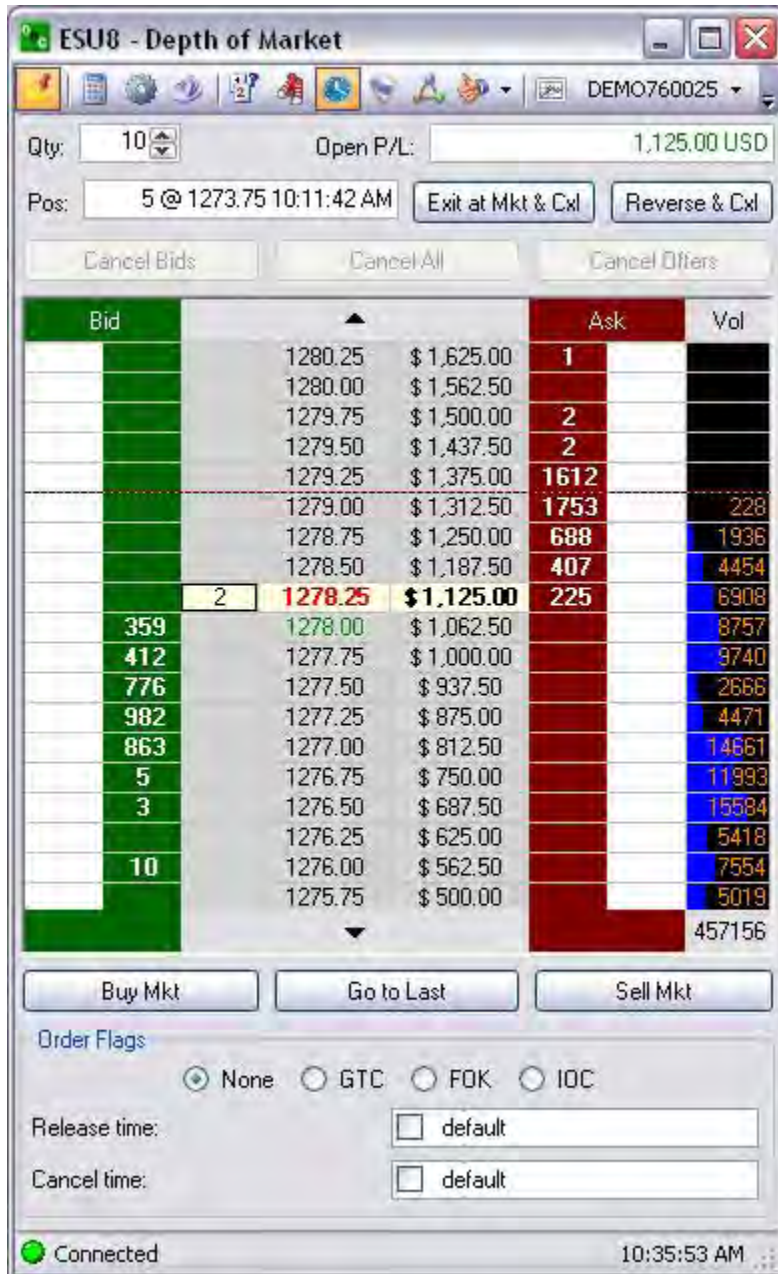 ESU8 - Depth of Market
DEMO760025
Qty: 10 Open P/L: 1,125.00 USD
Pos: 5 @ 1273.75 10:11:42 AM Exit at Mkt & Cxl Reverse & Cxl
Cancel Bids Cancel All Cancel Offers
Bid Ask Vol
1280.25 $ 1,625.00 1
1280.00 $ 1,562.50
1279.75 $ 1,500.00 2
1279.50 $ 1,437.50 2
1279.25 $ 1,375.00 1612
1279.00 $ 1,312.50 1753 228
1278.75 $ 1,250.00 688 1936
1278.50 $ 1,187.50 407 4454
2 1278.25 $ 1,125.00 225 6908
359 1278.00 $ 1,062.50 8757
412 1277.75 $ 1,000.00 9740
776 1277.50 $ 937.50 2666
982 1277.25 $ 875.00 4471
863 1277.00 $ 812.50 14661
5 1276.75 $ 750.00 11993
3 1276.50 $ 687.50 15584
1276.25 $ 625.00 5418
10 1276.00 $ 562.50 7554
1275.75 $ 500.00 5019
457156
Buy Mkt Go to Last Sell Mkt
Order Flags
None GTC FOK IOC
Release time: default
Cancel time: default
Connected 10:35:53 AM